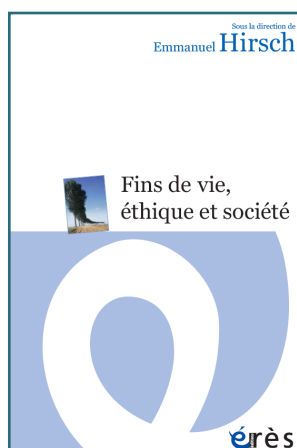 Sous la direction de
Emmanuel Hirsch
Fins de vie,
éthique et société
érès